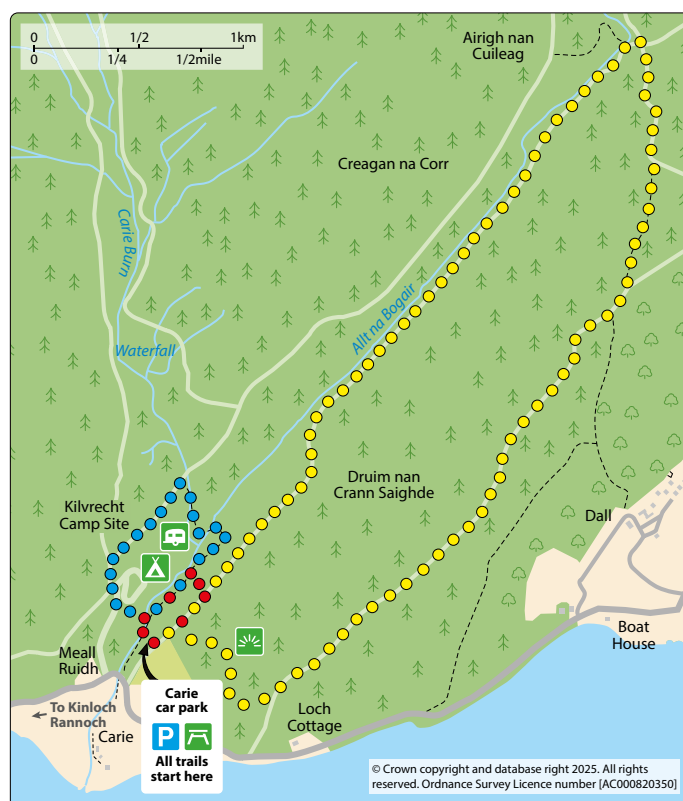 0 1/2 1km
0 1/4 1/2mile
Airigh nan
Cuileag
Creagan na Corr
Carie Burn
Waterfall
Allt na Bogair
Druim nan
Crann Saighde
Kilvrecht
Camp Site
Dall
Boat
House
Meall
Ruidh
To Kinloch
Rannoch
Carie
Carie
car park
P
All trails
start here
Loch
Cottage
© Crown copyright and database right 2025. All rights
reserved. Ordnance Survey Licence number [AC000820350]